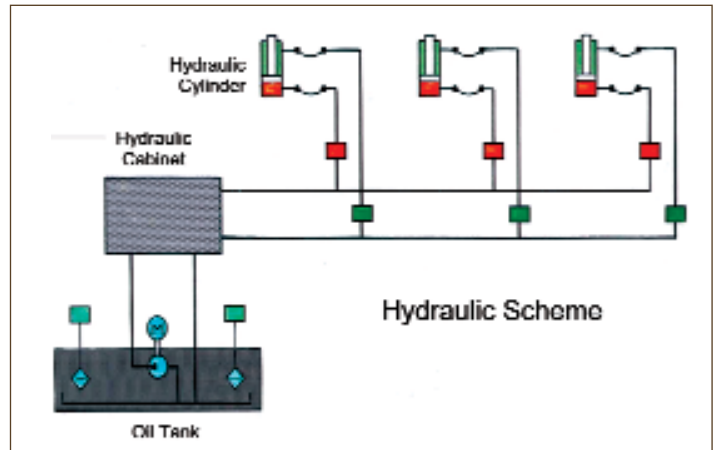 Hydraulic
Cylinder
Hydraulic
Cabinet
Hydraulic Scheme
M
Oil Tank